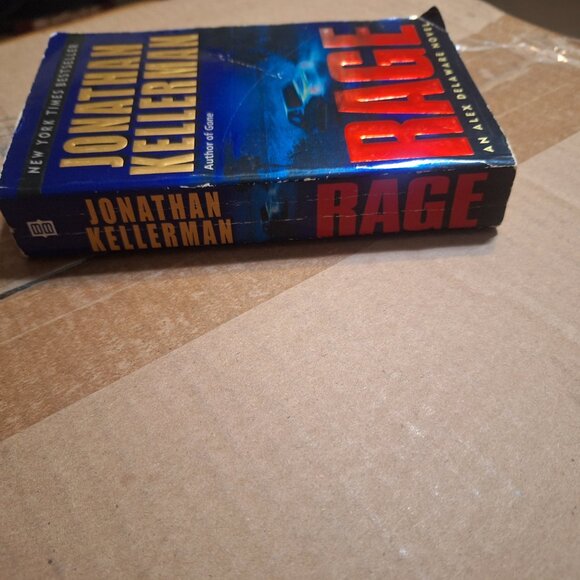 NEW YORK TIMES BESTSELLER
JONATHAN
KELLERMAN
Author of Gone
RAGE
AN ALEX DELAWARE NOVEL
JONATHAN
KELLERMAN
RAGE